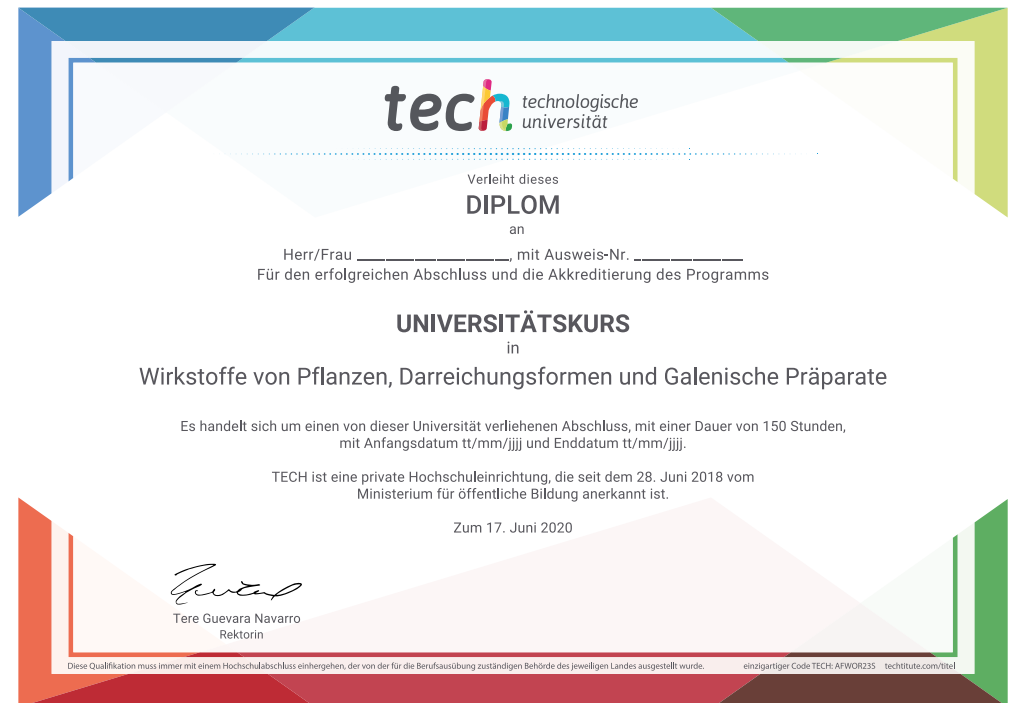 tech technologische
universität
Verleiht dieses
DIPLOM
an
Herr/Frau ____________________, mit Ausweis-Nr. ______________
Für den erfolgreichen Abschluss und die Akkreditierung des Programms
UNIVERSITÄTSKURS
in
Wirkstoffe von Pflanzen, Darreichungsformen und Galenische Präparate
Es handelt sich um einen von dieser Universität verliehenen Abschluss, mit einer Dauer von 150 Stunden,
mit Anfangsdatum tt/mm/jjjj und Enddatum tt/mm/jjjj.
TECH ist eine private Hochschuleinrichtung, die seit dem 28. Juni 2018 vom
Ministerium für öffentliche Bildung anerkannt ist.
Zum 17. Juni 2020
Tere Guevara Navarro
Rektorin
Diese Qualifikation muss immer mit einem Hochschulabschluss einhergehen, der von der für die Berufsausübung zuständigen Behörde des jeweiligen Landes ausgestellt wurde. einzigartiger Code TECH: AFWOR235 techtitute.com/titel